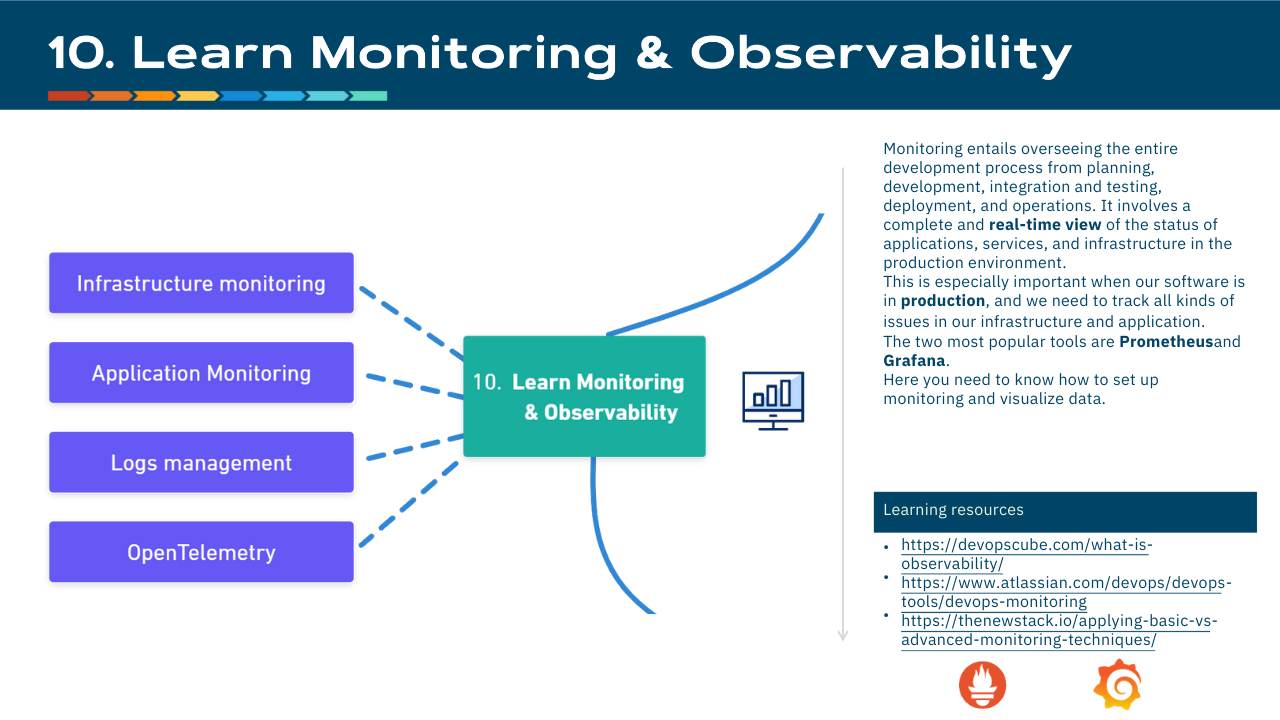 10. Learn Monitoring & Observability
Infrastructure monitoring
Application Monitoring
Logs management
OpenTelemetry
10. Learn Monitoring
& Observability
Monitoring entails overseeing the entire
development process from planning,
development, integration and testing,
deployment, and operations. It involves a
complete and real-time view of the status of
applications, services, and infrastructure in the
production environment.
This is especially important when our software is
in production, and we need to track all kinds of
issues in our infrastructure and application.
The two most popular tools are Prometheusand
Grafana.
Here you need to know how to set up
monitoring and visualize data.
Learning resources
• https://devopscube.com/what-is-
observability/
• https://www.atlassian.com/devops/devops-
tools/devops-monitoring
• https://thenewstack.io/applying-basic-vs-
advanced-monitoring-techniques/